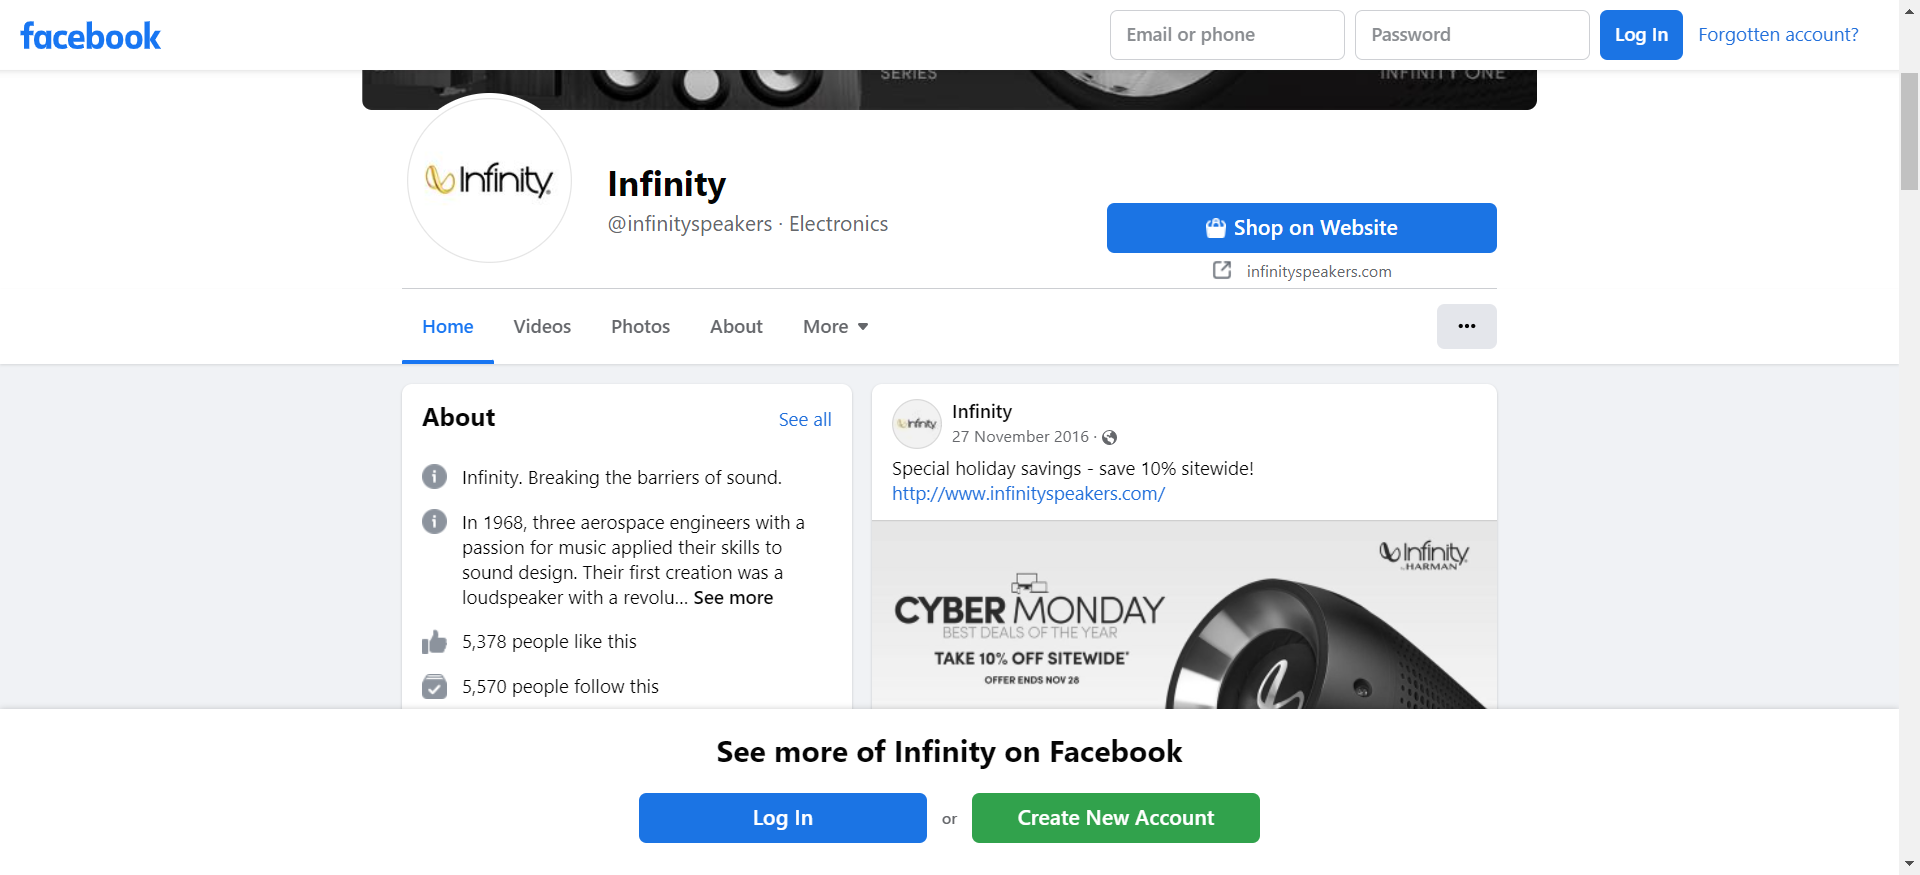 facebook
Email or phone
Password
Log In
Forgotten account?
SERIES
INFINITY ONE
Infinity
Infinity
@infinityspeakers · Electronics
Shop on Website
infinityspeakers.com
Home
Videos
Photos
About
More
About
See all
Infinity. Breaking the barriers of sound.
In 1968, three aerospace engineers with a
passion for music applied their skills to
sound design. Their first creation was a
loudspeaker with a revolu... See more
5,378 people like this
5,570 people follow this
Infinity
Infinity
27 November 2016 ·
Special holiday savings - save 10% sitewide!
http://www.infinityspeakers.com/
Infinity
by HARMAN
CYBER MONDAY
BEST DEALS OF THE YEAR
TAKE 10% OFF SITEWIDE*
OFFER ENDS NOV 28
See more of Infinity on Facebook
Log In
or
Create New Account